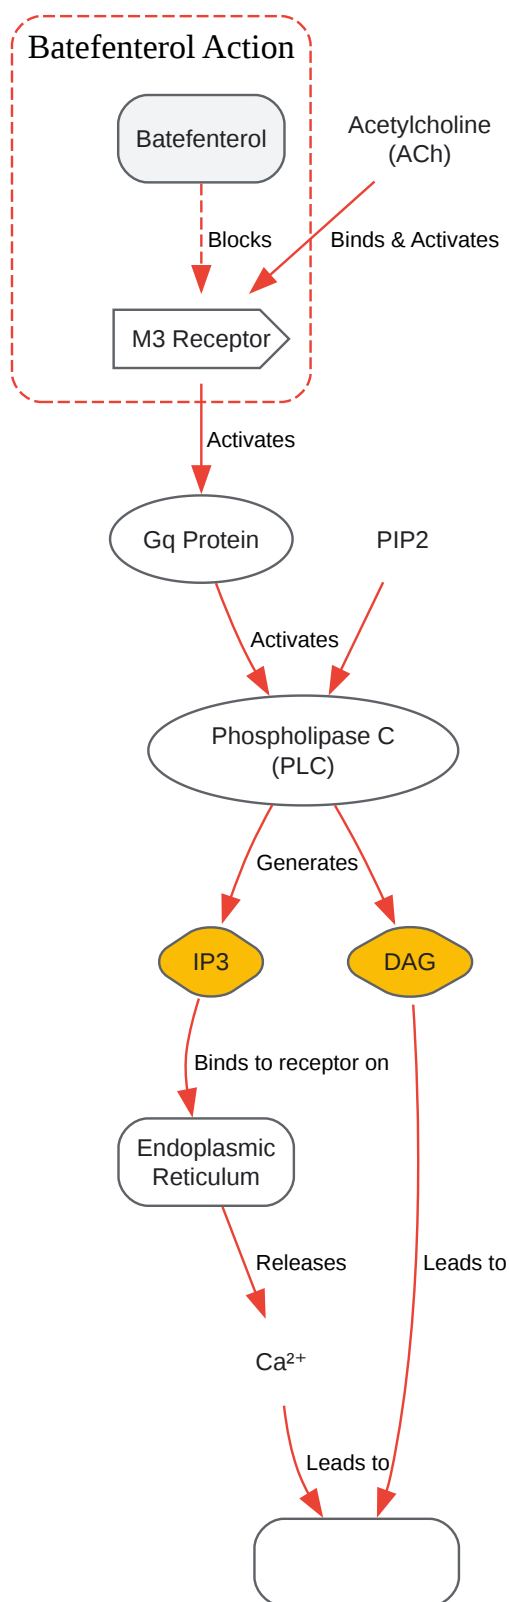 Batefenterol Action
Batefenterol
Acetylcholine
(ACh)
Blocks
Binds & Activates
M3 Receptor
Activates
Gq Protein
PIP2
Activates
Phospholipase C
(PLC)
Generates
IP3
DAG
Binds to receptor on
Endoplasmic
Reticulum
Releases
Leads to
Ca²⁺
Leads to